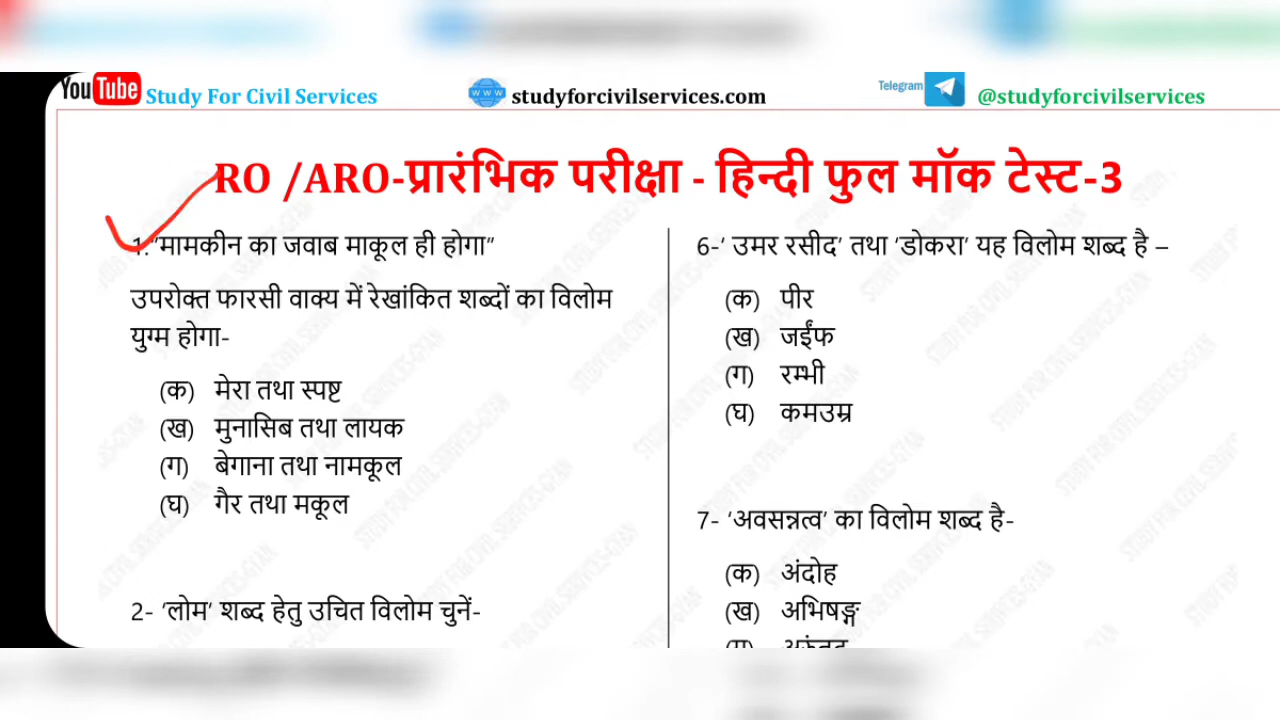 YouTube Study For Civil Services
www studyforcivilservices.com
Telegram @studyforcivilservices
RO /ARO-प्रारंभिक परीक्षा - हिन्दी फुल मॉक टेस्ट-3
1."मामकीन का जवाब माकूल ही होगा"
उपरोक्त फारसी वाक्य में रेखांकित शब्दों का विलोम
युग्म होगा-
(क) मेरा तथा स्पष्ट
(ख) मुनासिब तथा लायक
(ग) बेगाना तथा नामकूल
(घ) गैर तथा मकूल
2- 'लोम' शब्द हेतु उचित विलोम चुनें-
6-' उमर रसीद' तथा 'डोकरा' यह विलोम शब्द है –
(क) पीर
(ख) जईंफ
(ग) रम्भी
(घ) कमउम्र
7- 'अवसन्नत्व' का विलोम शब्द है-
(क) अंदोह
(ख) अभिषङ्ग